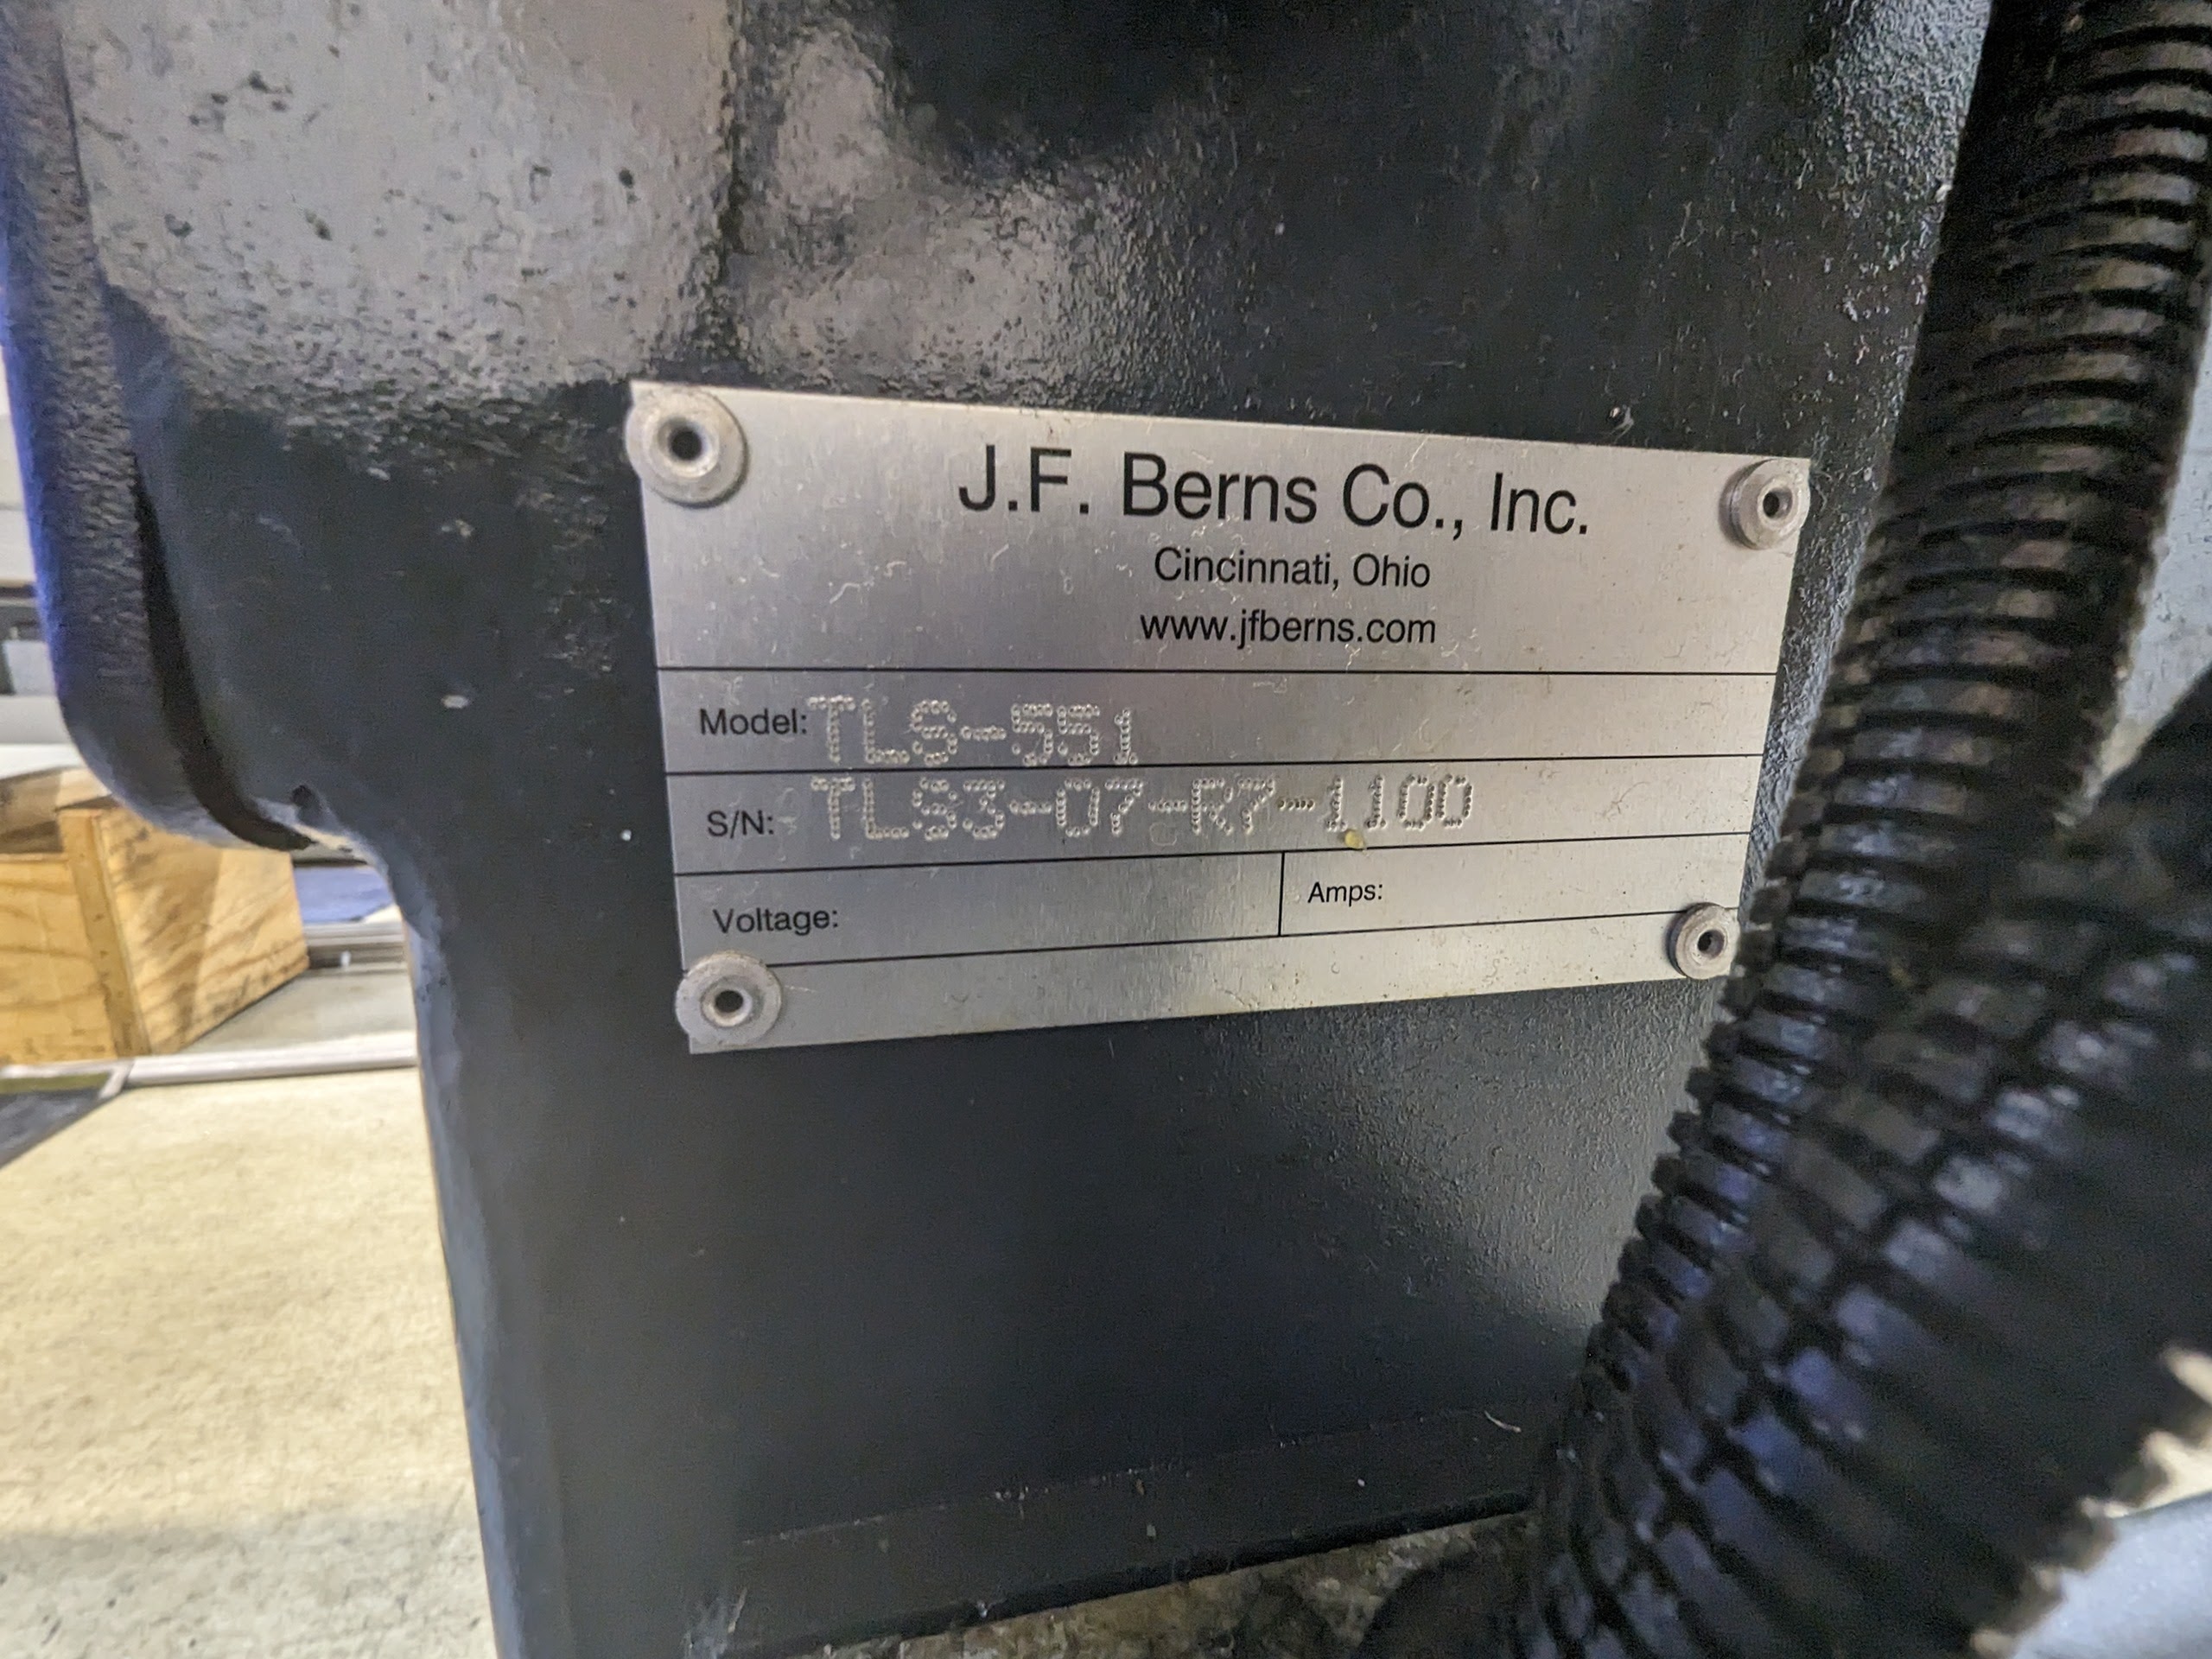 J.F. Berns Co., Inc.
Cincinnati, Ohio
www.jfberns.com
Model: TLS-551
S/N: TLS3-07-R7-1100
Voltage:
Amps: